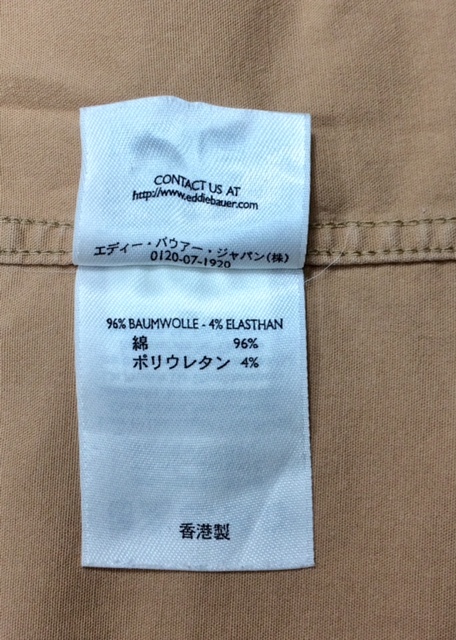 CONTACT US AT
http://www.eddiebauer.com
エディー・バウアー・ジャパン(株)
0120-07-1920
96% BAUMWOLLE - 4% ELASTHAN
綿 96%
ポリウレタン 4%
香港製